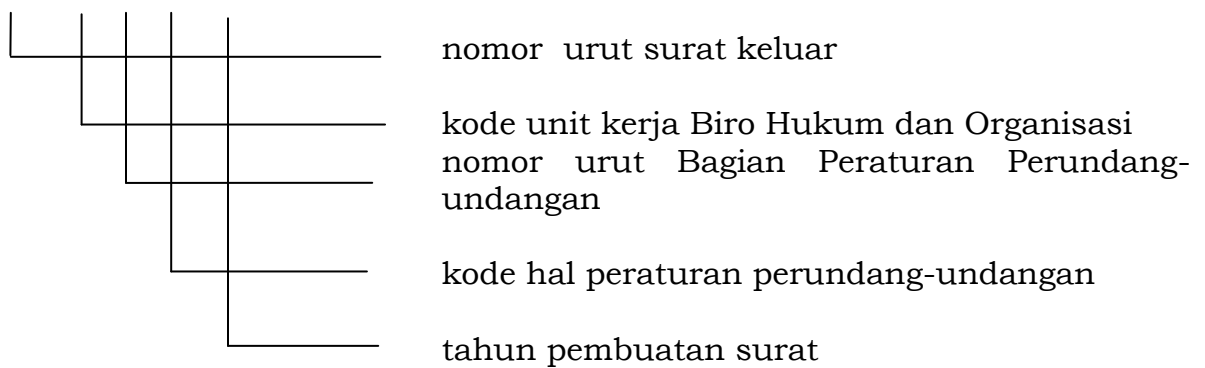 nomor urut surat keluar
kode unit kerja Biro Hukum dan Organisasi
nomor urut Bagian Peraturan Perundang-
undangan
kode hal peraturan perundang-undangan
tahun pembuatan surat